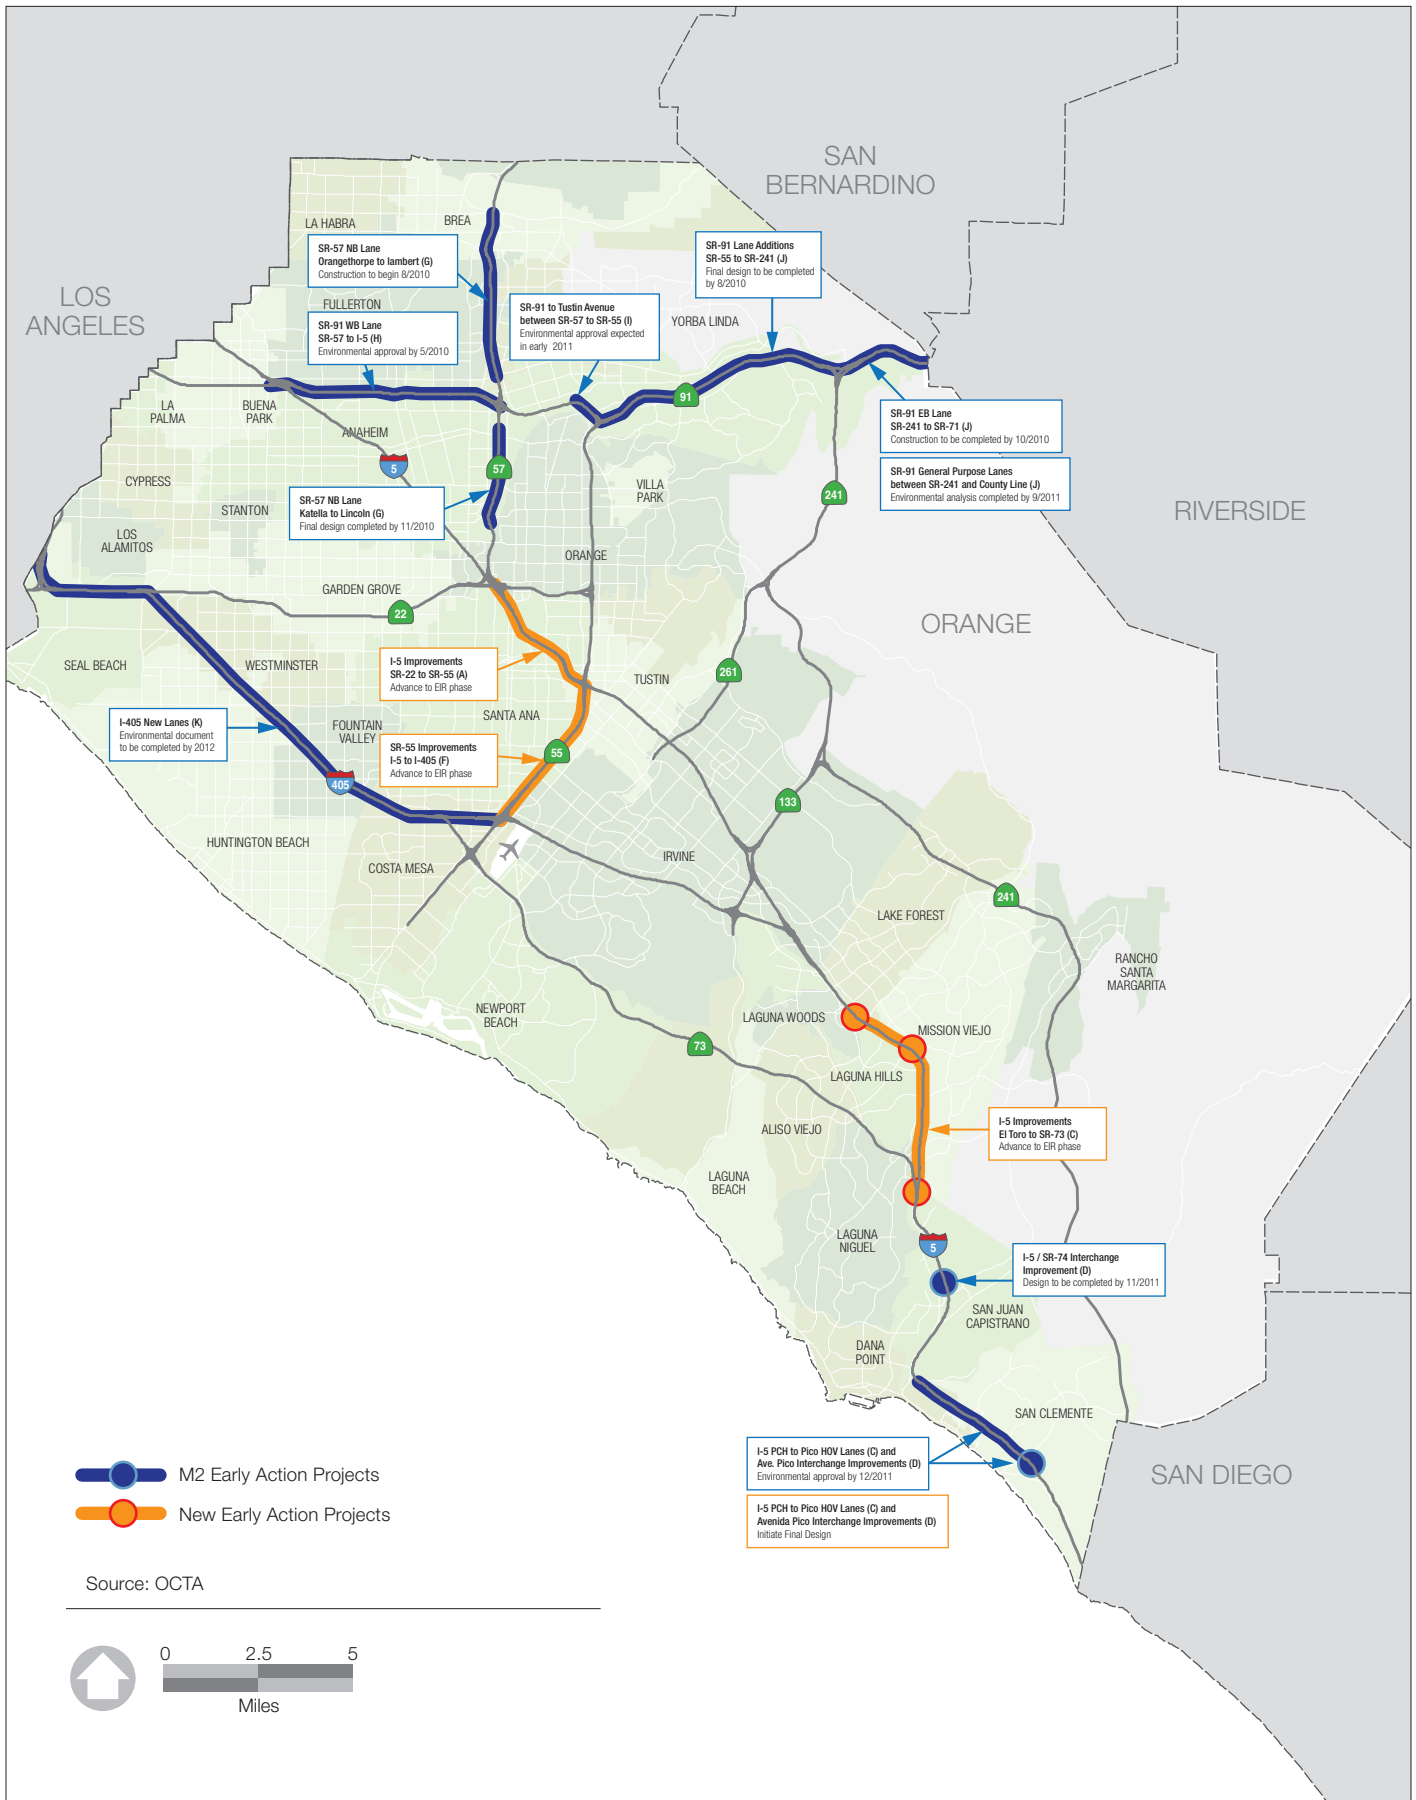 SAN
BERNARDINO
LA HABRA
BREA
SR-57 NB Lane
Orangethorpe to lambert (G)
Construction to begin 8/2010
SR-91 Lane Additions
SR-55 to SR-241 (J)
Final design to be completed
by 8/2010
LOS
ANGELES
FULLERTON
SR-91 to Tustin Avenue
between SR-57 to SR-55 (I)
Environmental approval expected
in early 2011
YORBA LINDA
SR-91 WB Lane
SR-57 to I-5 (H)
Environmental approval by 5/2010
91
LA
PALMA
BUENA
PARK
ANAHEIM
SR-91 EB Lane
SR-241 to SR-71 (J)
Construction to be completed by 10/2010
5
57
SR-91 General Purpose Lanes
between SR-241 and County Line (J)
Environmental analysis completed by 9/2011
CYPRESS
VILLA
PARK
241
STANTON
SR-57 NB Lane
Katella to Lincoln (G)
Final design completed by 11/2010
RIVERSIDE
LOS
ALAMITOS
ORANGE
GARDEN GROVE
22
ORANGE
SEAL BEACH
WESTMINSTER
I-5 Improvements
SR-22 to SR-55 (A)
Advance to EIR phase
TUSTIN
261
SANTA ANA
I-405 New Lanes (K)
Environmental document
to be completed by 2012
FOUNTAIN
VALLEY
SR-55 Improvements
I-5 to I-405 (F)
Advance to EIR phase
55
405
133
HUNTINGTON BEACH
COSTA MESA
IRVINE
241
LAKE FOREST
RANCHO
SANTA
MARGARITA
NEWPORT
BEACH
LAGUNA WOODS
MISSION VIEJO
73
LAGUNA HILLS
I-5 Improvements
El Toro to SR-73 (C)
Advance to EIR phase
ALISO VIEJO
LAGUNA
BEACH
LAGUNA
NIGUEL
5
I-5 / SR-74 Interchange
Improvement (D)
Design to be completed by 11/2011
SAN JUAN
CAPISTRANO
DANA
POINT
SAN CLEMENTE
I-5 PCH to Pico HOV Lanes (C) and
Ave. Pico Interchange Improvements (D)
Environmental approval by 12/2011
SAN DIEGO
I-5 PCH to Pico HOV Lanes (C) and
Avenida Pico Interchange Improvements (D)
Initiate Final Design
M2 Early Action Projects
New Early Action Projects
Source: OCTA
0 2.5 5
Miles